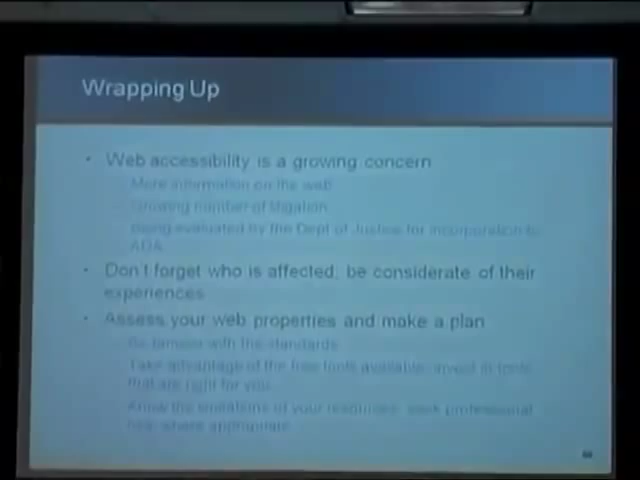 Wrapping Up
• Web accessibility is a growing concern
More information on the web
Growing number of litigation
Being evaluated by the Dept of Justice for incorporation to
ADA
• Don't forget who is affected, be considerate of their
experiences
• Assess your web properties and make a plan
Be familiar with the standards
Take advantage of the free tools available, invest in tools
that are right for you
Know the limitations of your resources, seek professional
help where appropriate